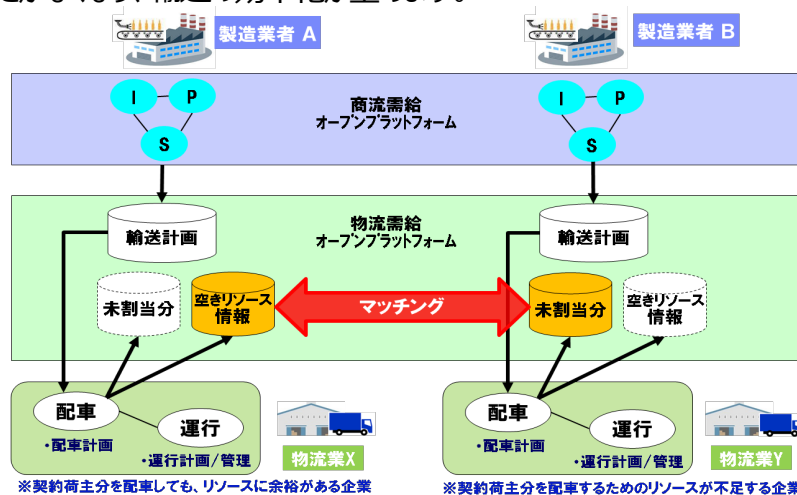 製造業者 A
製造業者 B
I
P
S
商流需給
オープンプラットフォーム
I
P
S
輸送計画
物流需給
オープンプラットフォーム
輸送計画
未割当分
空きリソース
情報
マッチング
未割当分
空きリソース
情報
配車
・配車計画
運行
・運行計画/管理
物流業X
配車
・配車計画
運行
・運行計画/管理
物流業Y
※契約荷主分を配車しても、リソースに余裕がある企業
※契約荷主分を配車するためのリソースが不足する企業